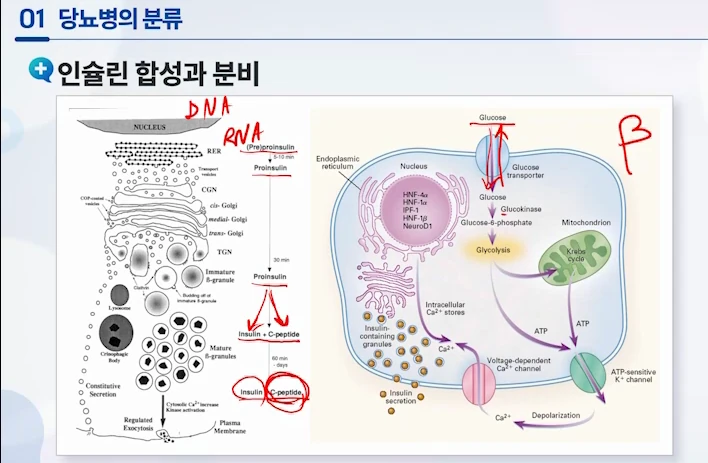 01 당뇨병의 분류
인슐린 합성과 분비
DNA
NUCLEUS
RNA
RER
(Pre)proinsulin
5-10 min
Proinsulin
Transport
vesicles
CGN
COP-coated
vesicles
cis- Golgi
medial- Golgi
trans- Golgi
TGN
30 min
Immature
ß-granule
Proinsulin
Clathrin
Budding off of
immature ß-granule
Lysosome
Insulin + C-peptide
Crinophagic
Body
Mature
ß-granules
60 min
- days
Insulin
C-peptide
Constitutive
Secretion
Cytosolic Ca²⁺ increase
Kinase activation
Regulated
Exocytosis
Plasma
Membrane
β
Glucose
Endoplasmic
reticulum
Nucleus
HNF-4α
HNF-1α
IPF-1
HNF-1β
NeuroD1
Glucose
transporter
Glucose
Glucokinase
Glucose-6-phosphate
Glycolysis
Mitochondrion
Krebs
cycle
Intracellular
Ca²⁺ stores
ATP
ATP
Insulin-
containing
granules
Ca²⁺
Voltage-dependent
Ca²⁺ channel
ATP-sensitive
K⁺ channel
Insulin
secretion
Ca²⁺
Depolarization